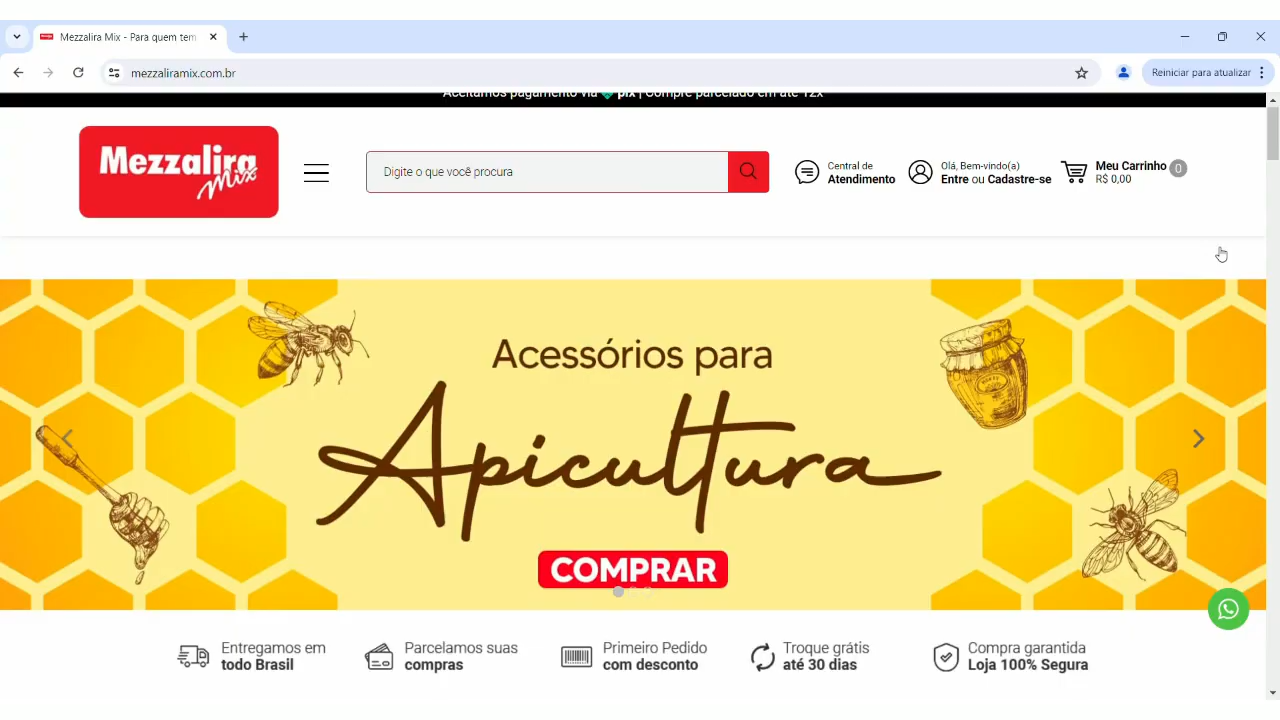 Mezzalira Mix - Para quem tem
mezzaliramix.com.br
Reiniciar para atualizar
Aceitamos pagamento via pix | Compre parcelado em até 12x
Mezzalira
Mix
Digite o que você procura
Central de
Atendimento
Olá, Bem-vindo(a)
Entre ou Cadastre-se
Meu Carrinho 0
R$ 0,00
Acessórios para
Apicultura
COMPRAR
Entregamos em
todo Brasil
Parcelamos suas
compras
Primeiro Pedido
com desconto
Troque grátis
até 30 dias
Compra garantida
Loja 100% Segura